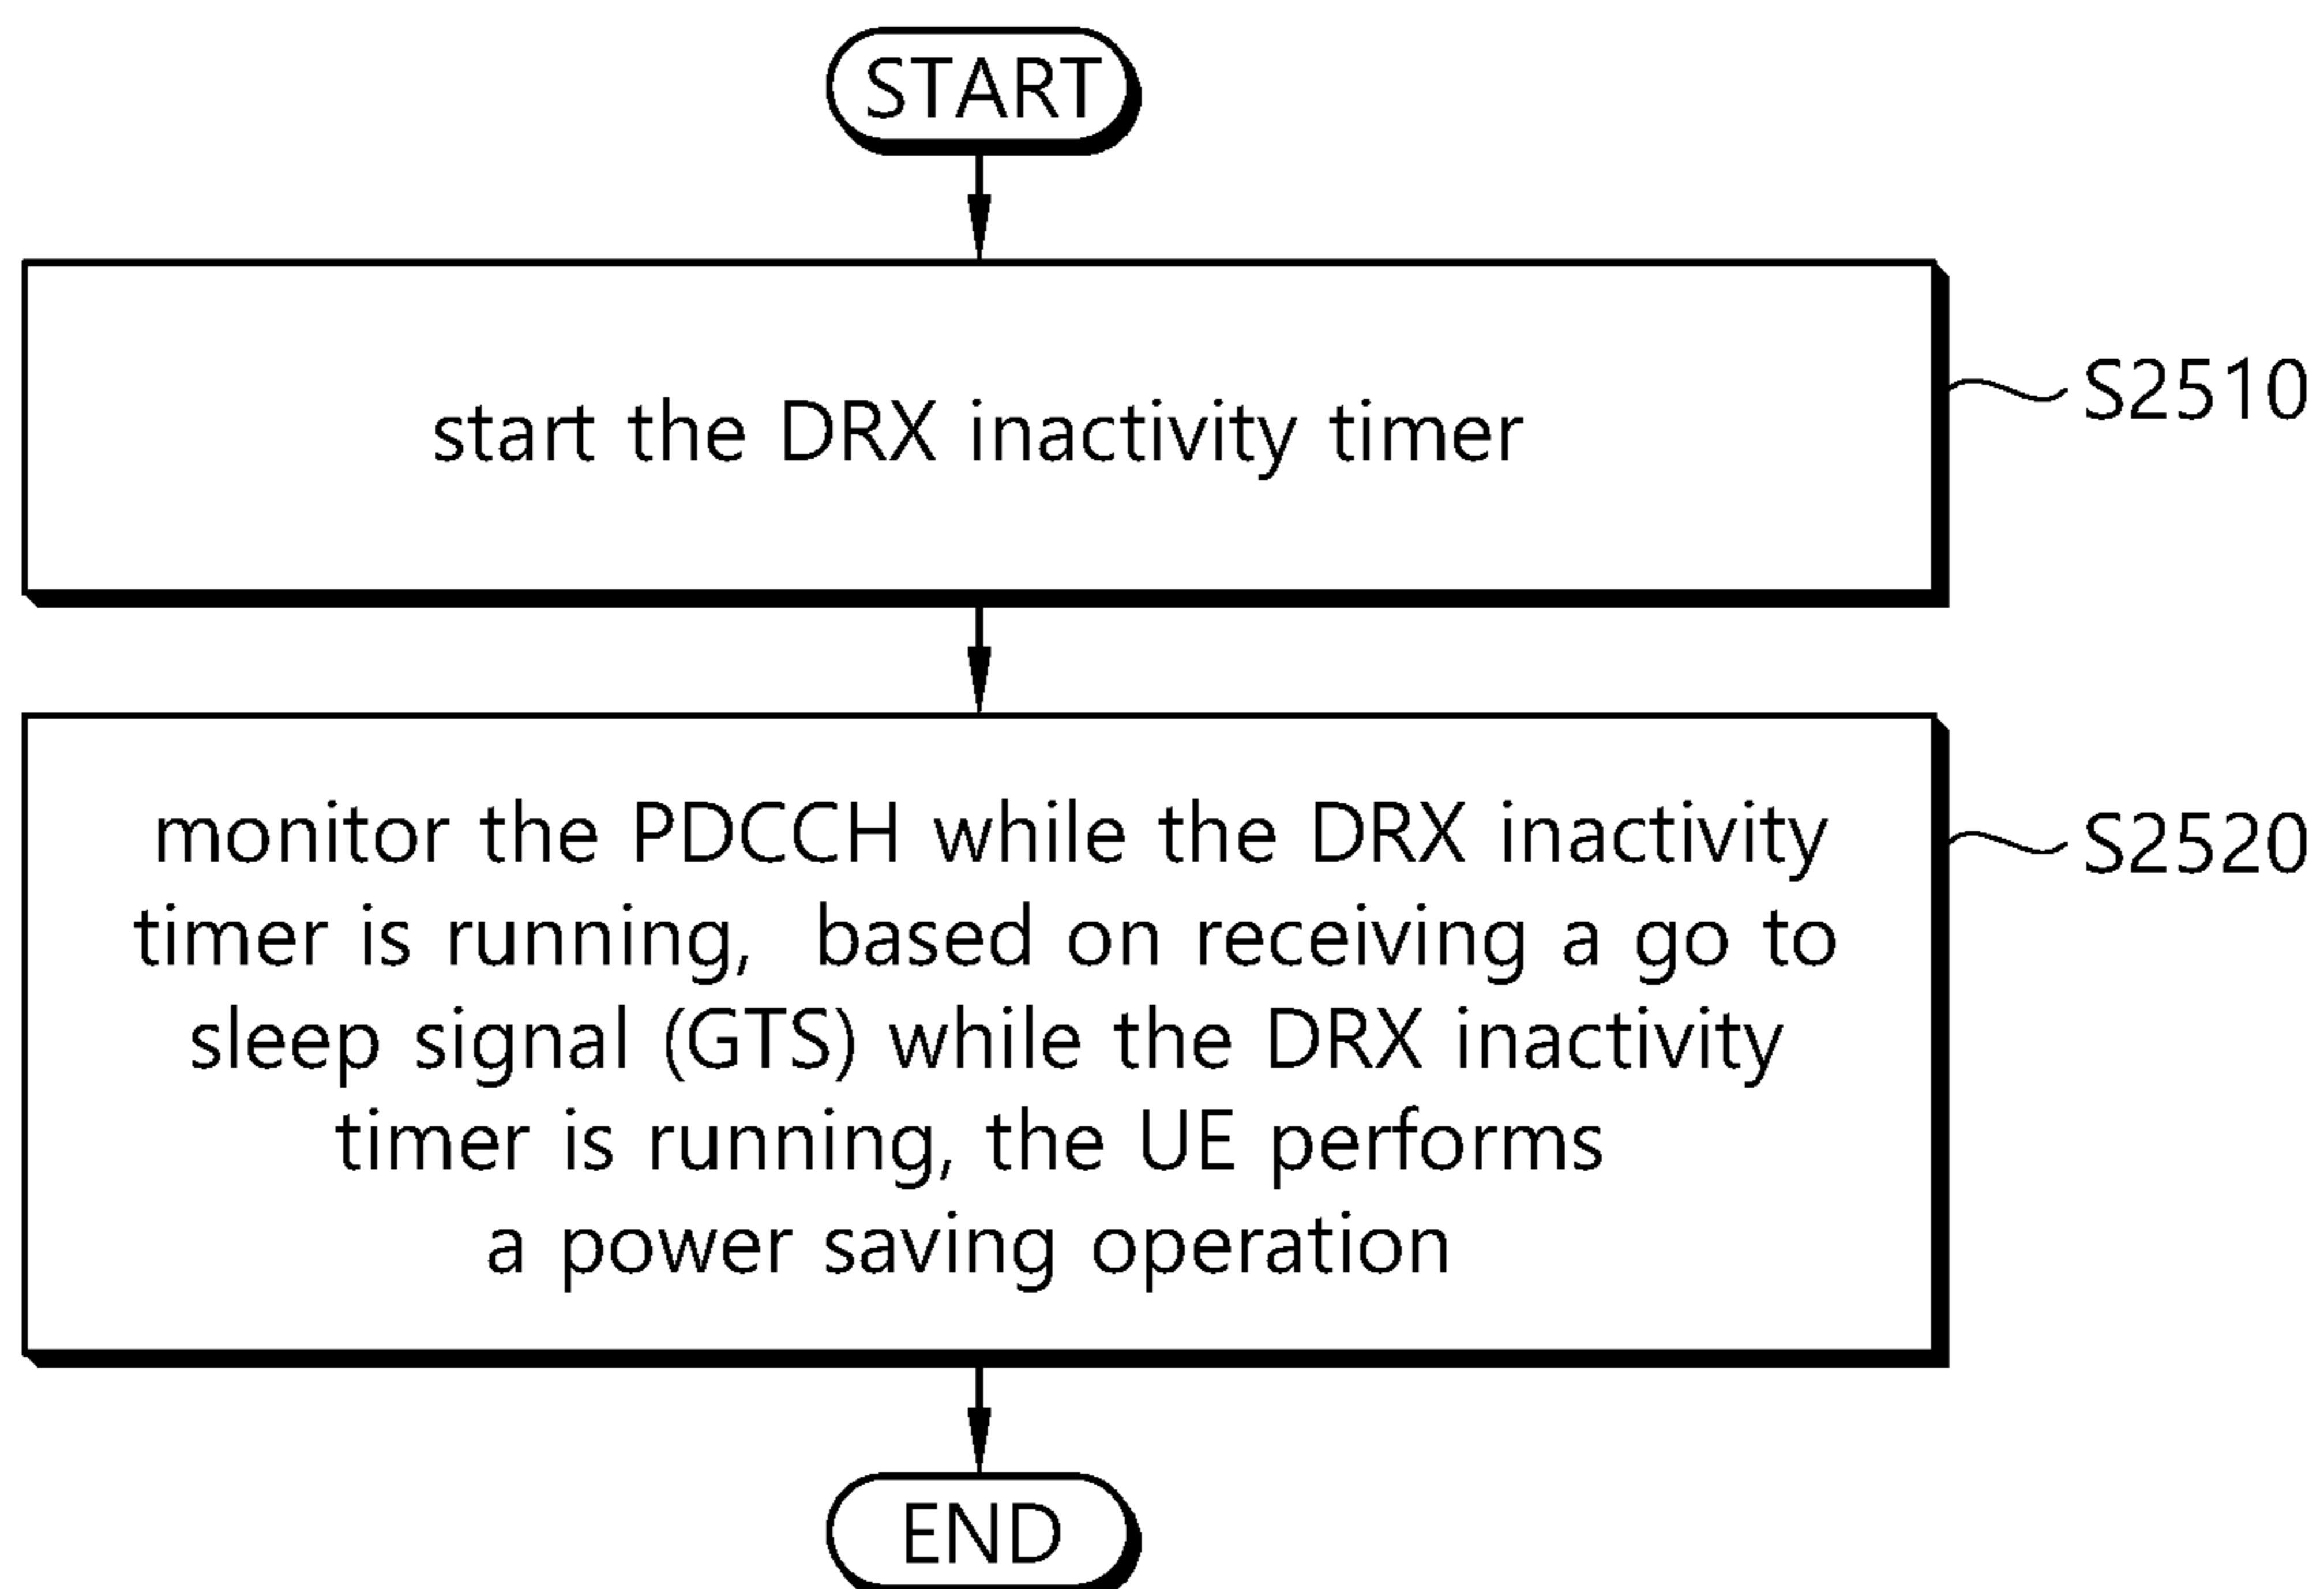 START
start the DRX inactivity timer
S2510
monitor the PDCCH while the DRX inactivity
timer is running, based on receiving a go to
sleep signal (GTS) while the DRX inactivity
timer is running, the UE performs
a power saving operation
S2520
END